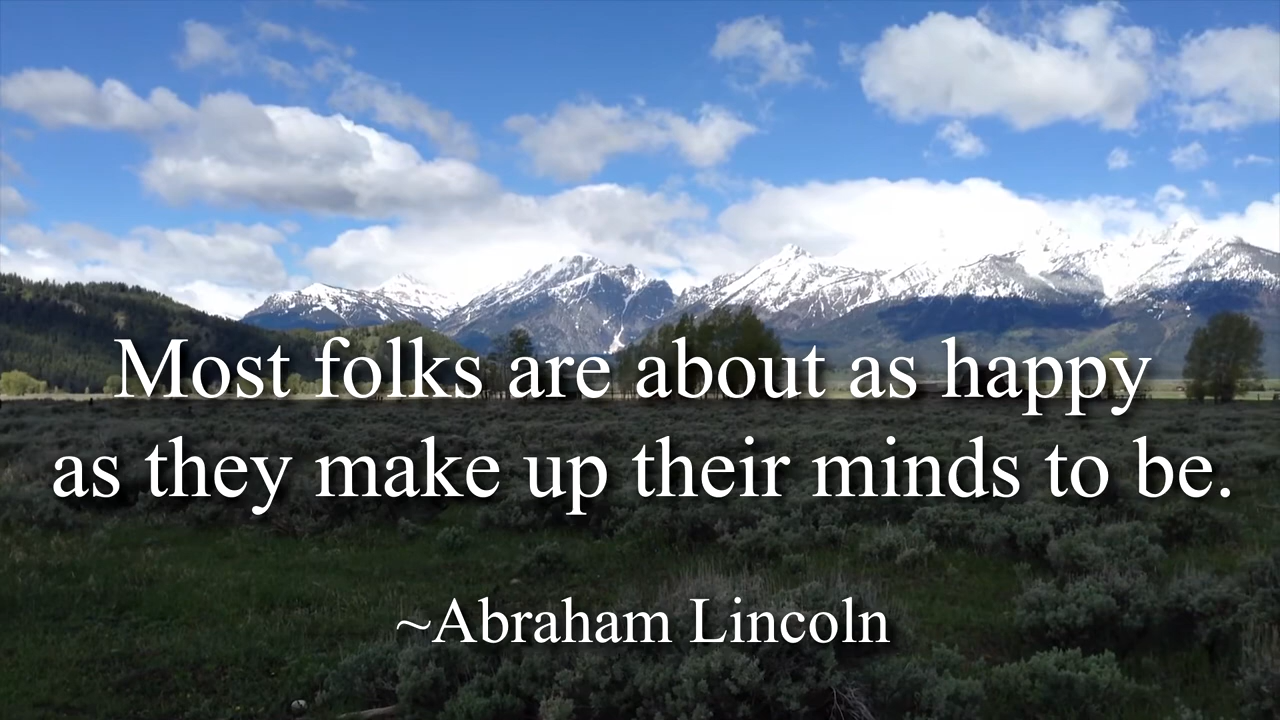 Most folks are about as happy
as they make up their minds to be.
~Abraham Lincoln